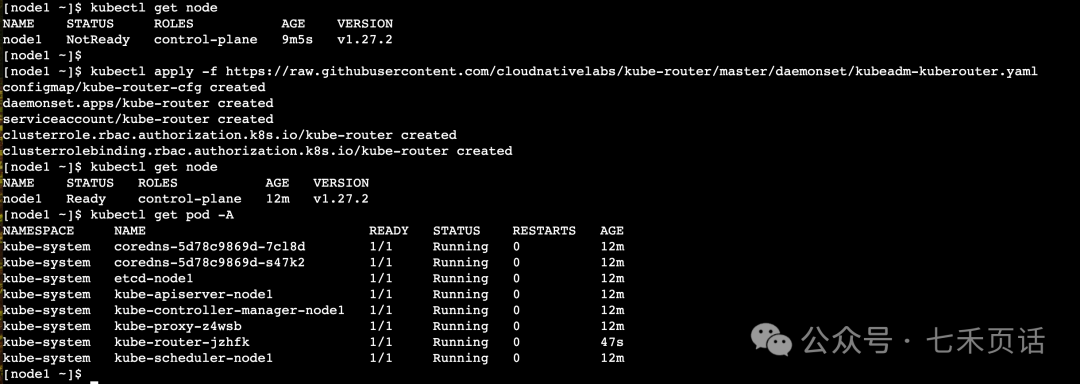 [node1 ~]$ kubectl get node
NAME    STATUS     ROLES           AGE    VERSION
node1   NotReady   control-plane   9m5s   v1.27.2
[node1 ~]$
[node1 ~]$ kubectl apply -f https://raw.githubusercontent.com/cloudnativelabs/kube-router/master/daemonset/kubeadm-kuberouter.yaml
configmap/kube-router-cfg created
daemonset.apps/kube-router created
serviceaccount/kube-router created
clusterrole.rbac.authorization.k8s.io/kube-router created
clusterrolebinding.rbac.authorization.k8s.io/kube-router created
[node1 ~]$ kubectl get node
NAME    STATUS   ROLES           AGE   VERSION
node1   Ready    control-plane   12m   v1.27.2
[node1 ~]$ kubectl get pod -A
NAMESPACE     NAME                            READY   STATUS    RESTARTS   AGE
kube-system   coredns-5d78c9869d-7cl8d        1/1     Running   0          12m
kube-system   coredns-5d78c9869d-s47k2        1/1     Running   0          12m
kube-system   etcd-node1                      1/1     Running   0          12m
kube-system   kube-apiserver-node1            1/1     Running   0          12m
kube-system   kube-controller-manager-node1   1/1     Running   0          12m
kube-system   kube-proxy-z4wsb                1/1     Running   0          12m
kube-system   kube-router-jzhfk               1/1     Running   0          47s
kube-system   kube-scheduler-node1            1/1     Running   0          12m
[node1 ~]$
公众号 · 七禾页话